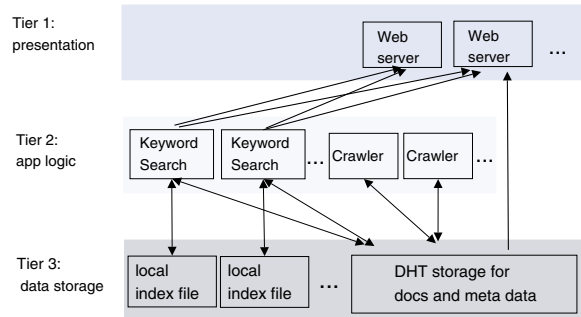 Tier 1:
presentation
Web
server
Web
server
...
Tier 2:
app logic
Keyword
Search
Keyword
Search
...
Crawler
Crawler
...
Tier 3:
data storage
local
index file
local
index file
...
DHT storage for
docs and meta data